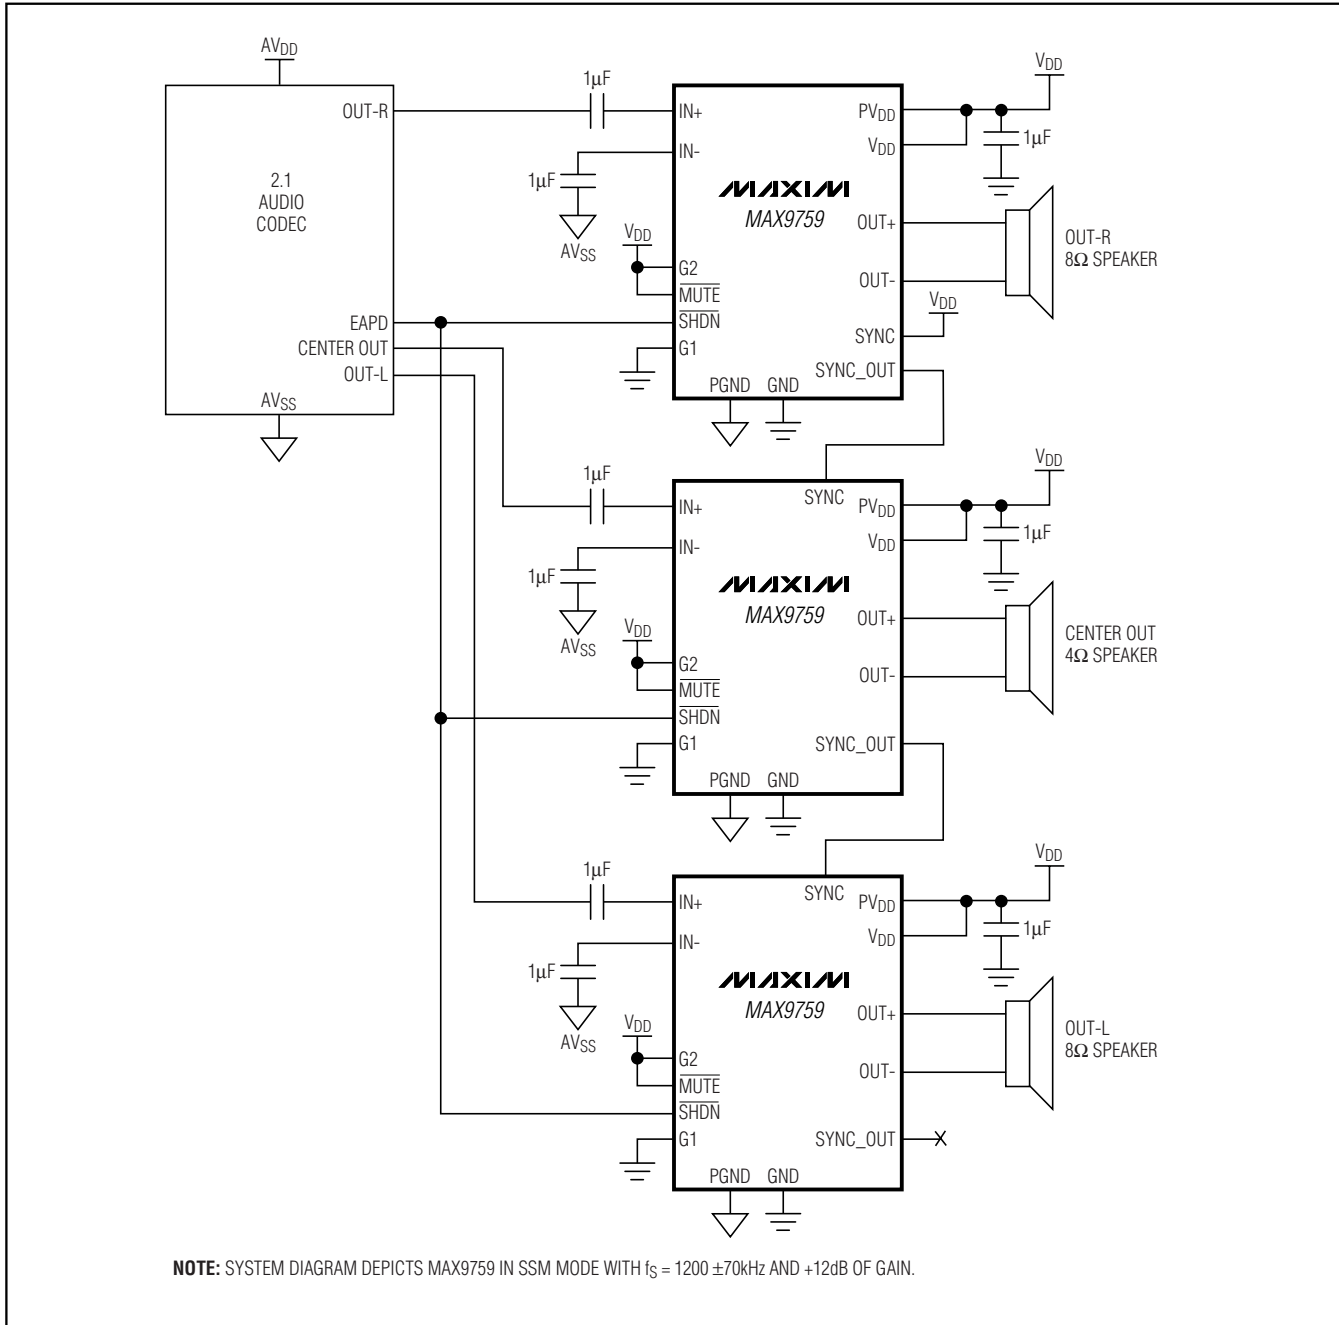 AVDD
OUT-R
2.1
AUDIO
CODEC
EAPD
CENTER OUT
OUT-L
AVSS
1µF
1µF
AVSS
VDD
IN+
IN-
G2
MUTE
SHDN
G1
MAXIM
MAX9759
PVDD
VDD
OUT+
OUT-
SYNC
SYNC_OUT
PGND
GND
VDD
1µF
VDD
OUT-R
8Ω SPEAKER
1µF
1µF
AVSS
VDD
SYNC
IN+
IN-
G2
MUTE
SHDN
G1
MAXIM
MAX9759
PVDD
VDD
OUT+
OUT-
SYNC_OUT
PGND
GND
VDD
1µF
CENTER OUT
4Ω SPEAKER
1µF
1µF
AVSS
VDD
SYNC
IN+
IN-
G2
MUTE
SHDN
G1
MAXIM
MAX9759
PVDD
VDD
OUT+
OUT-
SYNC_OUT
PGND
GND
VDD
1µF
OUT-L
8Ω SPEAKER
NOTE: SYSTEM DIAGRAM DEPICTS MAX9759 IN SSM MODE WITH fS = 1200 ±70kHz AND +12dB OF GAIN.